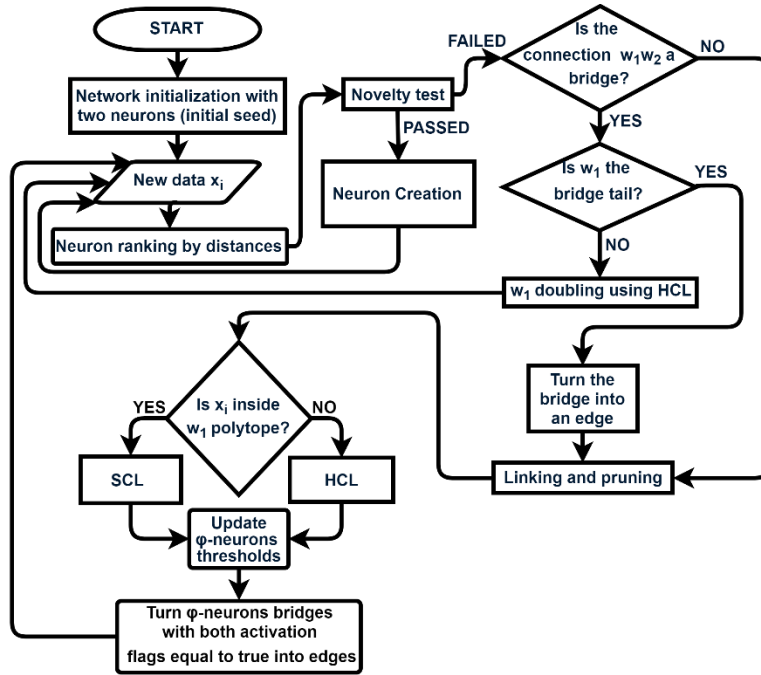 START
Network initialization with
two neurons (initial seed)
New data xi
Neuron ranking by distances
Novelty test
FAILED
PASSED
Neuron Creation
Is the
connection w1w2 a
bridge?
NO
YES
Is w1 the
bridge tail?
YES
NO
w1 doubling using HCL
Turn the
bridge into
an edge
Linking and pruning
Is xi inside
w1 polytope?
YES
NO
SCL
HCL
Update
φ-neurons
thresholds
Turn φ-neurons bridges
with both activation
flags equal to true into edges